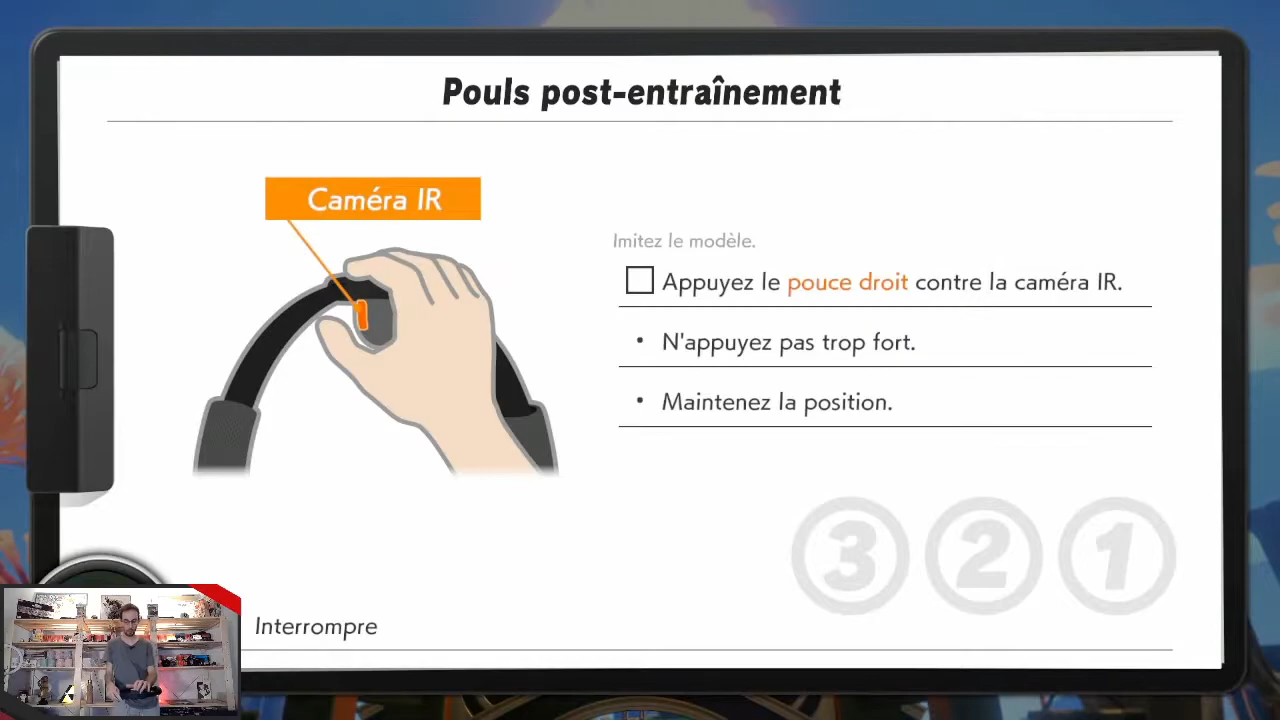 Pouls post-entraînement
Caméra IR
Imitez le modèle.
Appuyez le pouce droit contre la caméra IR.
• N'appuyez pas trop fort.
• Maintenez la position.
3 2 1
Interrompre